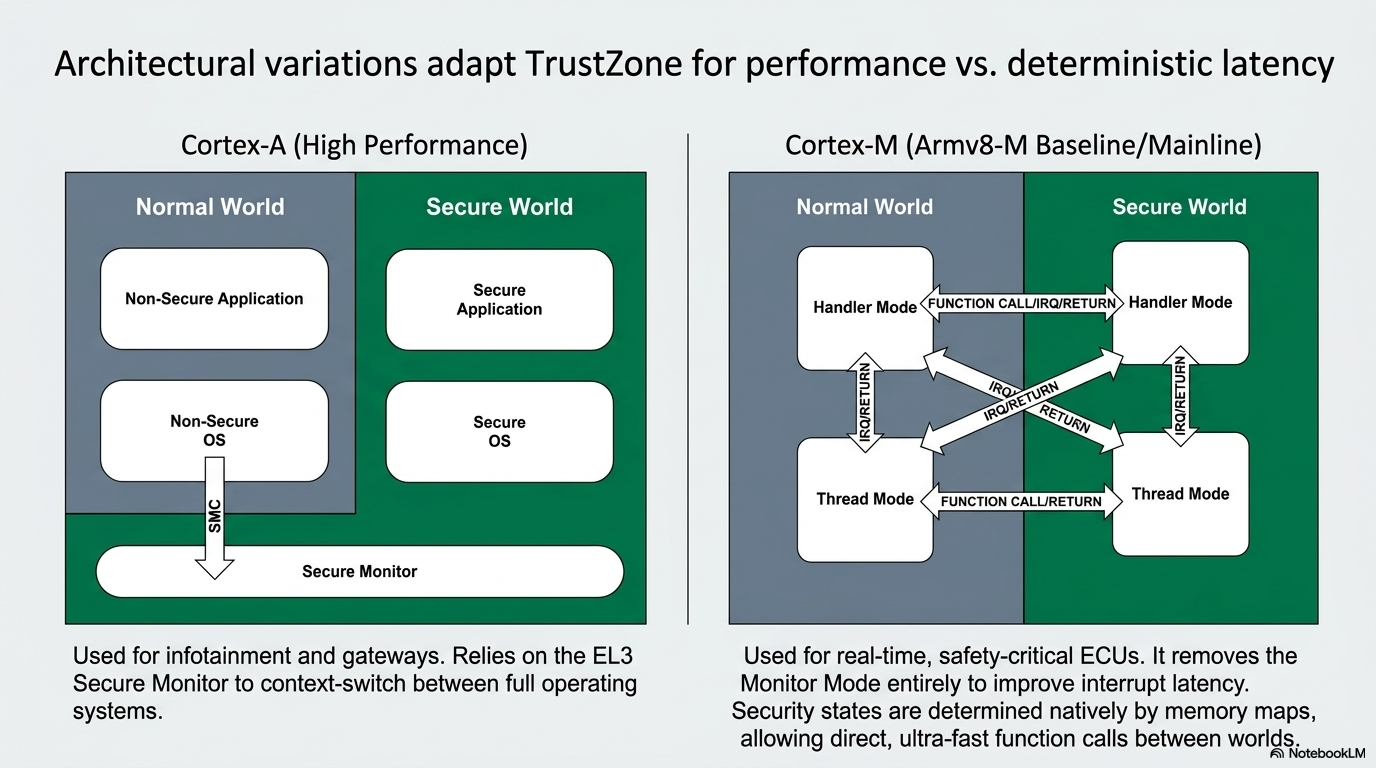 Architectural variations adapt TrustZone for performance vs. deterministic latency
Cortex-A (High Performance)
Normal World
Secure World
Non-Secure Application
Secure
Application
Non-Secure
OS
Secure
OS
SMC
Secure Monitor
Used for infotainment and gateways. Relies on the EL3
Secure Monitor to context-switch between full operating
systems.
Cortex-M (Armv8-M Baseline/Mainline)
Normal World
Secure World
Handler Mode
FUNCTION CALL/IRQ/RETURN
Handler Mode
IRQ/RETURN
IRQ/ RETURN
IRQ/RETURN
IRQ/RETURN
Thread Mode
FUNCTION CALL/RETURN
Thread Mode
Used for real-time, safety-critical ECUs. It removes the
Monitor Mode entirely to improve interrupt latency.
Security states are determined natively by memory maps,
allowing direct, ultra-fast function calls between worlds.
NotebookLM